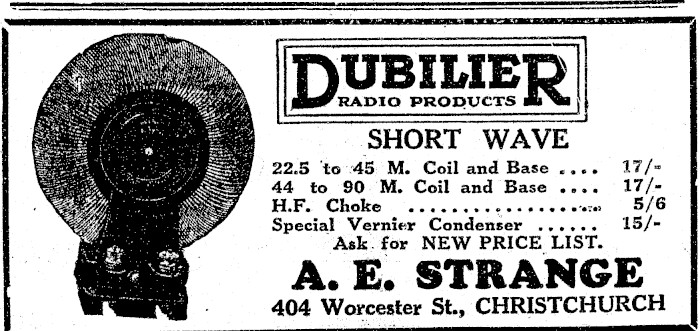 DUBILIER
RADIO PRODUCTS
SHORT WAVE
22.5 to 45 M. Coil and Base .... 17/-
44 to 90 M. Coil and Base .... 17/-
H.F. Choke .................... 5/6
Special Vernier Condenser ...... 15/-
Ask for NEW PRICE LIST.
A. E. STRANGE
404 Worcester St., CHRISTCHURCH